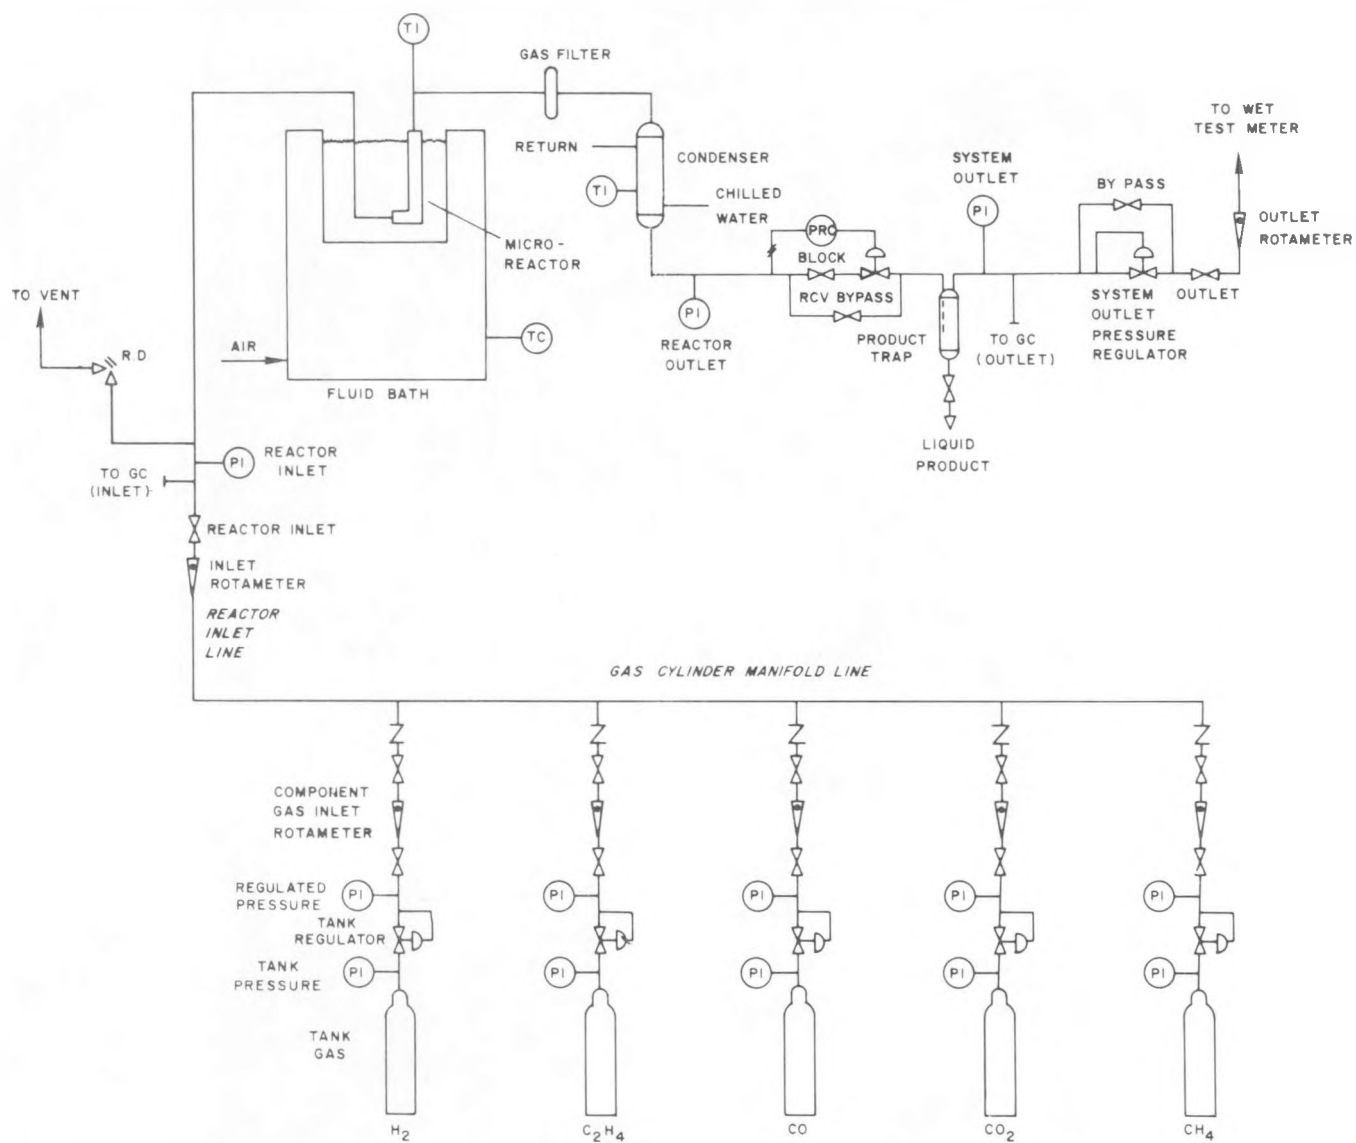 TI
GAS FILTER
TO WET
TEST METER
RETURN
CONDENSER
SYSTEM
OUTLET
BY PASS
TI
CHILLED
WATER
PI
OUTLET
ROTAMETER
MICRO-
REACTOR
PRC
BLOCK
TO VENT
RCV BYPASS
SYSTEM
OUTLET
PRESSURE
REGULATOR
OUTLET
R.D.
AIR
TC
PI
REACTOR
OUTLET
PRODUCT
TRAP
TO GC
(OUTLET)
FLUID BATH
LIQUID
PRODUCT
PI
REACTOR
INLET
TO GC
(INLET)
REACTOR INLET
INLET
ROTAMETER
REACTOR
INLET
LINE
GAS CYLINDER MANIFOLD LINE
COMPONENT
GAS INLET
ROTAMETER
REGULATED
PRESSURE
PI PI PI PI PI
TANK
REGULATOR
TANK
PRESSURE
PI PI PI PI PI
TANK
GAS
H2 C2H4 CO CO2 CH4